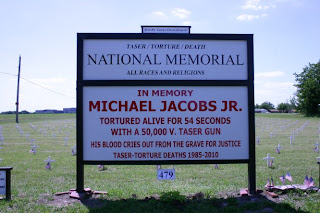 TASER / TORTURE / DEATH
NATIONAL MEMORIAL
ALL RACES AND RELIGIONS
IN MEMORY
MICHAEL JACOBS JR.
TORTURED ALIVE FOR 54 SECONDS
WITH A 50,000 V. TASER GUN
HIS BLOOD CRIES OUT FROM THE GRAVE FOR JUSTICE
TASER-TORTURE DEATHS 1985-2010
479